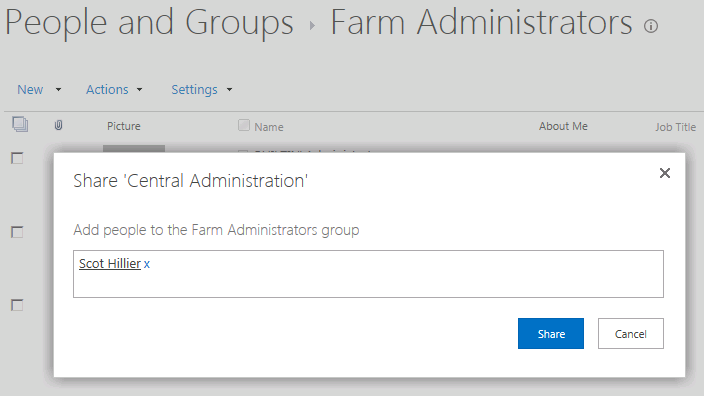 People and Groups ▸ Farm Administrators
New Actions Settings
Picture Name About Me Job Title
Share 'Central Administration'
Add people to the Farm Administrators group
Scot Hillier x
Share Cancel